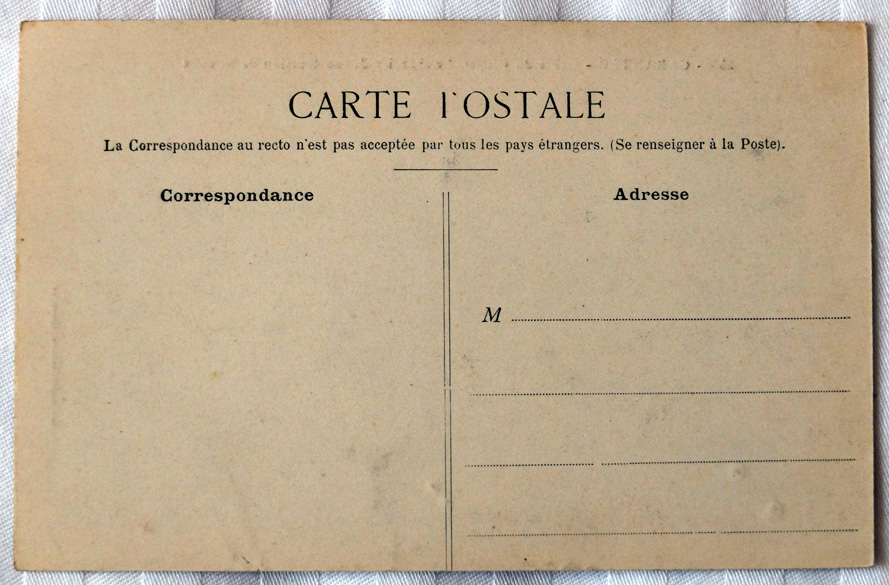 CARTE POSTALE
La Correspondance au recto n'est pas acceptée par tous les pays étrangers. (Se renseigner à la Poste).
Correspondance
Adresse
M